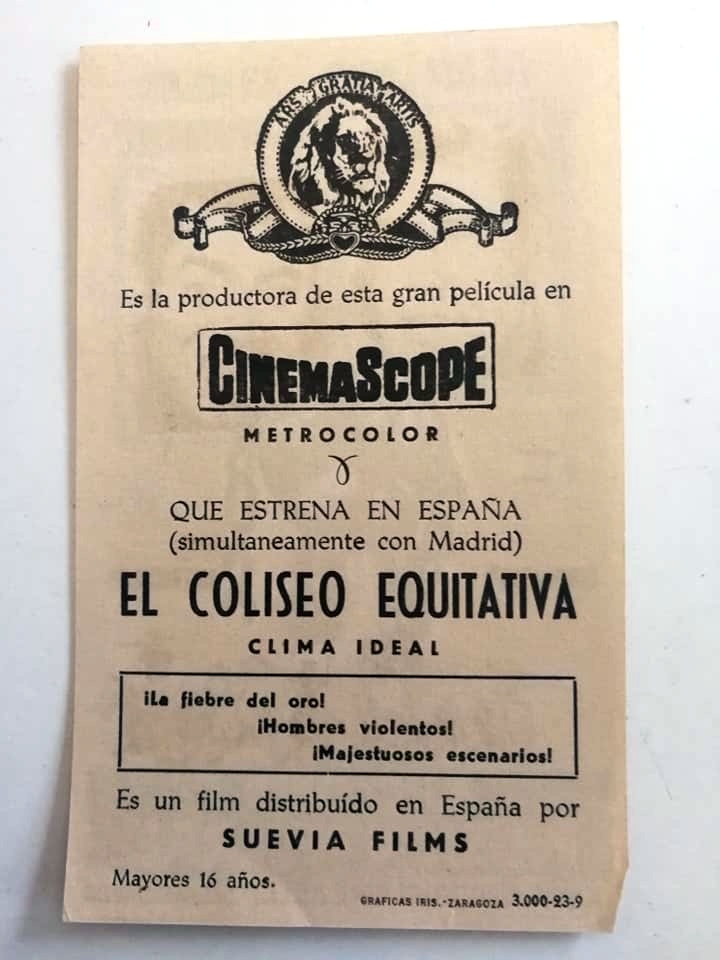 ARS GRATIA ARTIS
Es la productora de esta gran película en
CINEMASCOPE
METROCOLOR
QUE ESTRENA EN ESPAÑA
(simultaneamente con Madrid)
EL COLISEO EQUITATIVA
CLIMA IDEAL
¡La fiebre del oro!
¡Hombres violentos!
¡Majestuosos escenarios!
Es un film distribuído en España por
SUEVIA FILMS
Mayores 16 años.
GRAFICAS IRIS.-ZARAGOZA 3.000-23-9